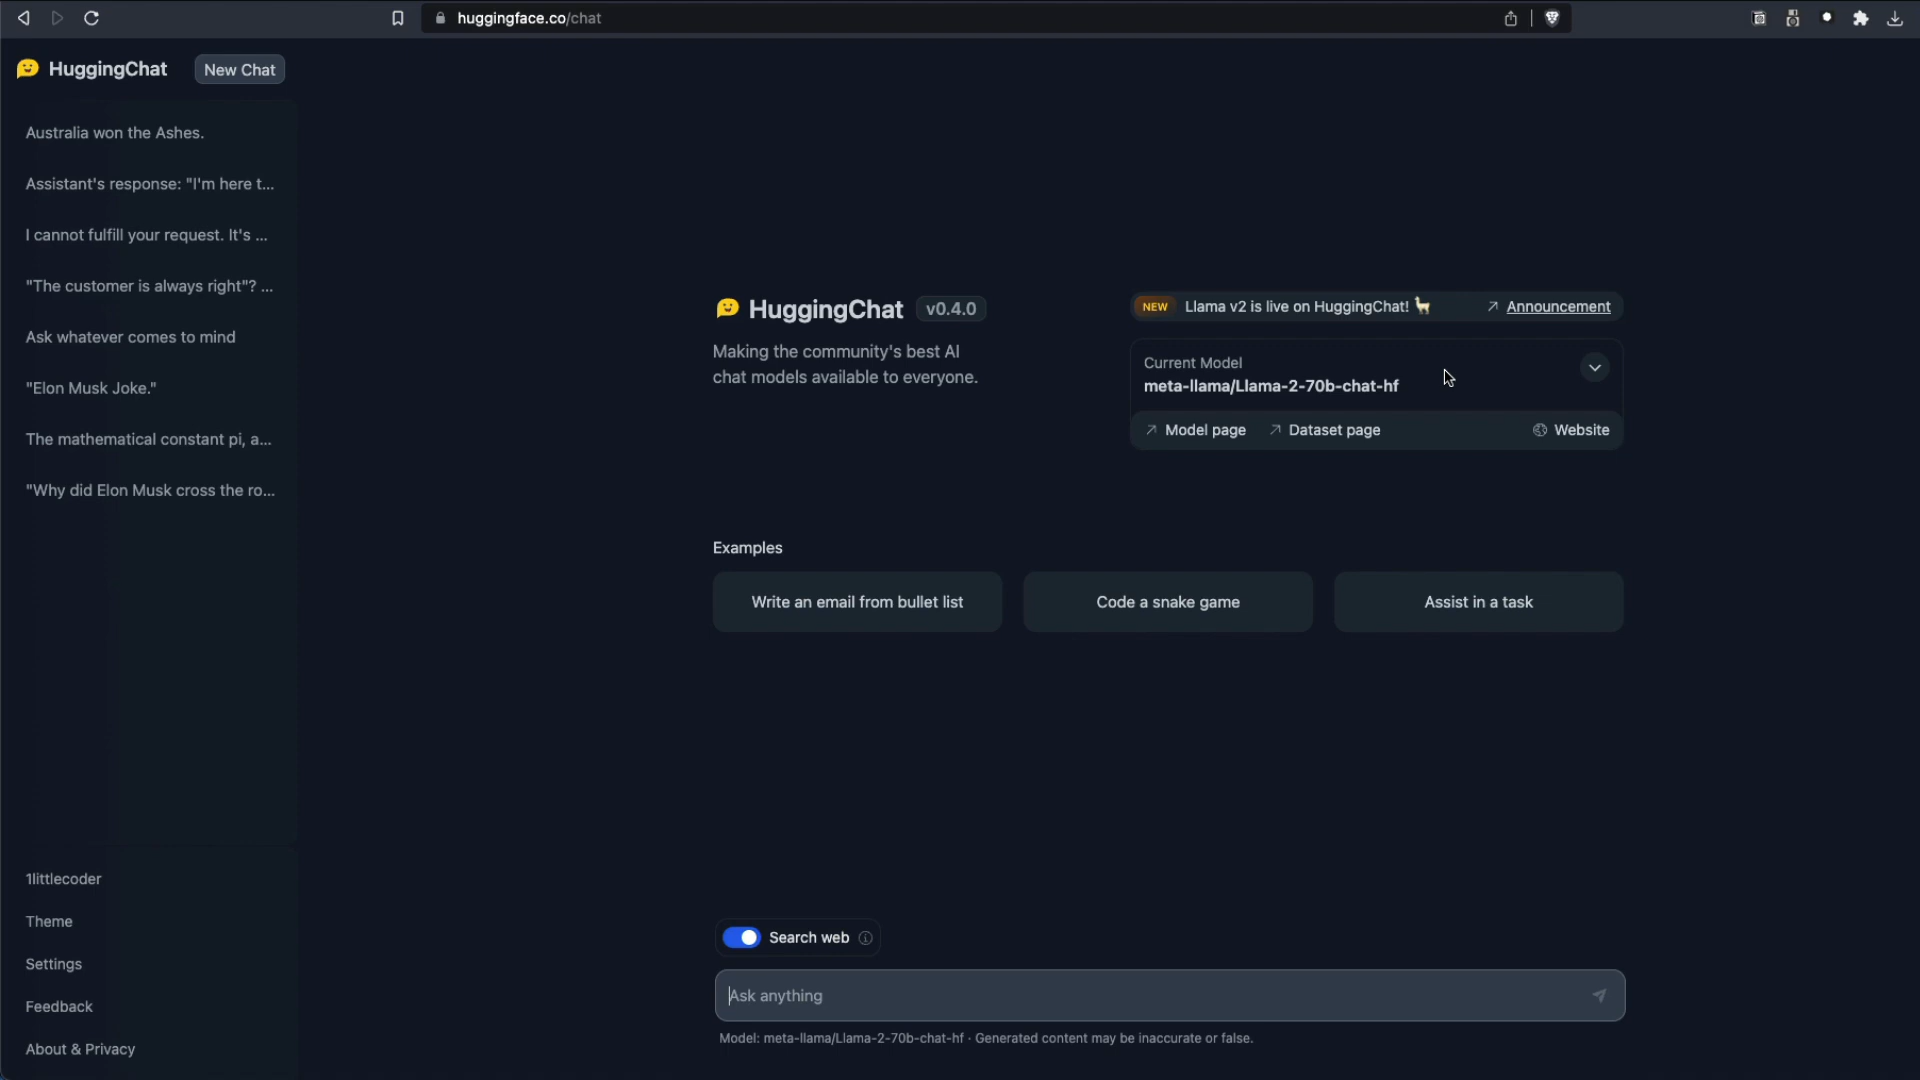 huggingface.co/chat
HuggingChat
New Chat
Australia won the Ashes.
Assistant's response: "I'm here t...
I cannot fulfill your request. It's ...
"The customer is always right"? ...
Ask whatever comes to mind
"Elon Musk Joke."
The mathematical constant pi, a...
"Why did Elon Musk cross the ro...
1littlecoder
Theme
Settings
Feedback
About & Privacy
HuggingChat v0.4.0
Making the community's best AI
chat models available to everyone.
NEW Llama v2 is live on HuggingChat! 🦙 Announcement
Current Model
meta-llama/Llama-2-70b-chat-hf
Model page Dataset page Website
Examples
Write an email from bullet list
Code a snake game
Assist in a task
Search web
Ask anything
Model: meta-llama/Llama-2-70b-chat-hf · Generated content may be inaccurate or false.